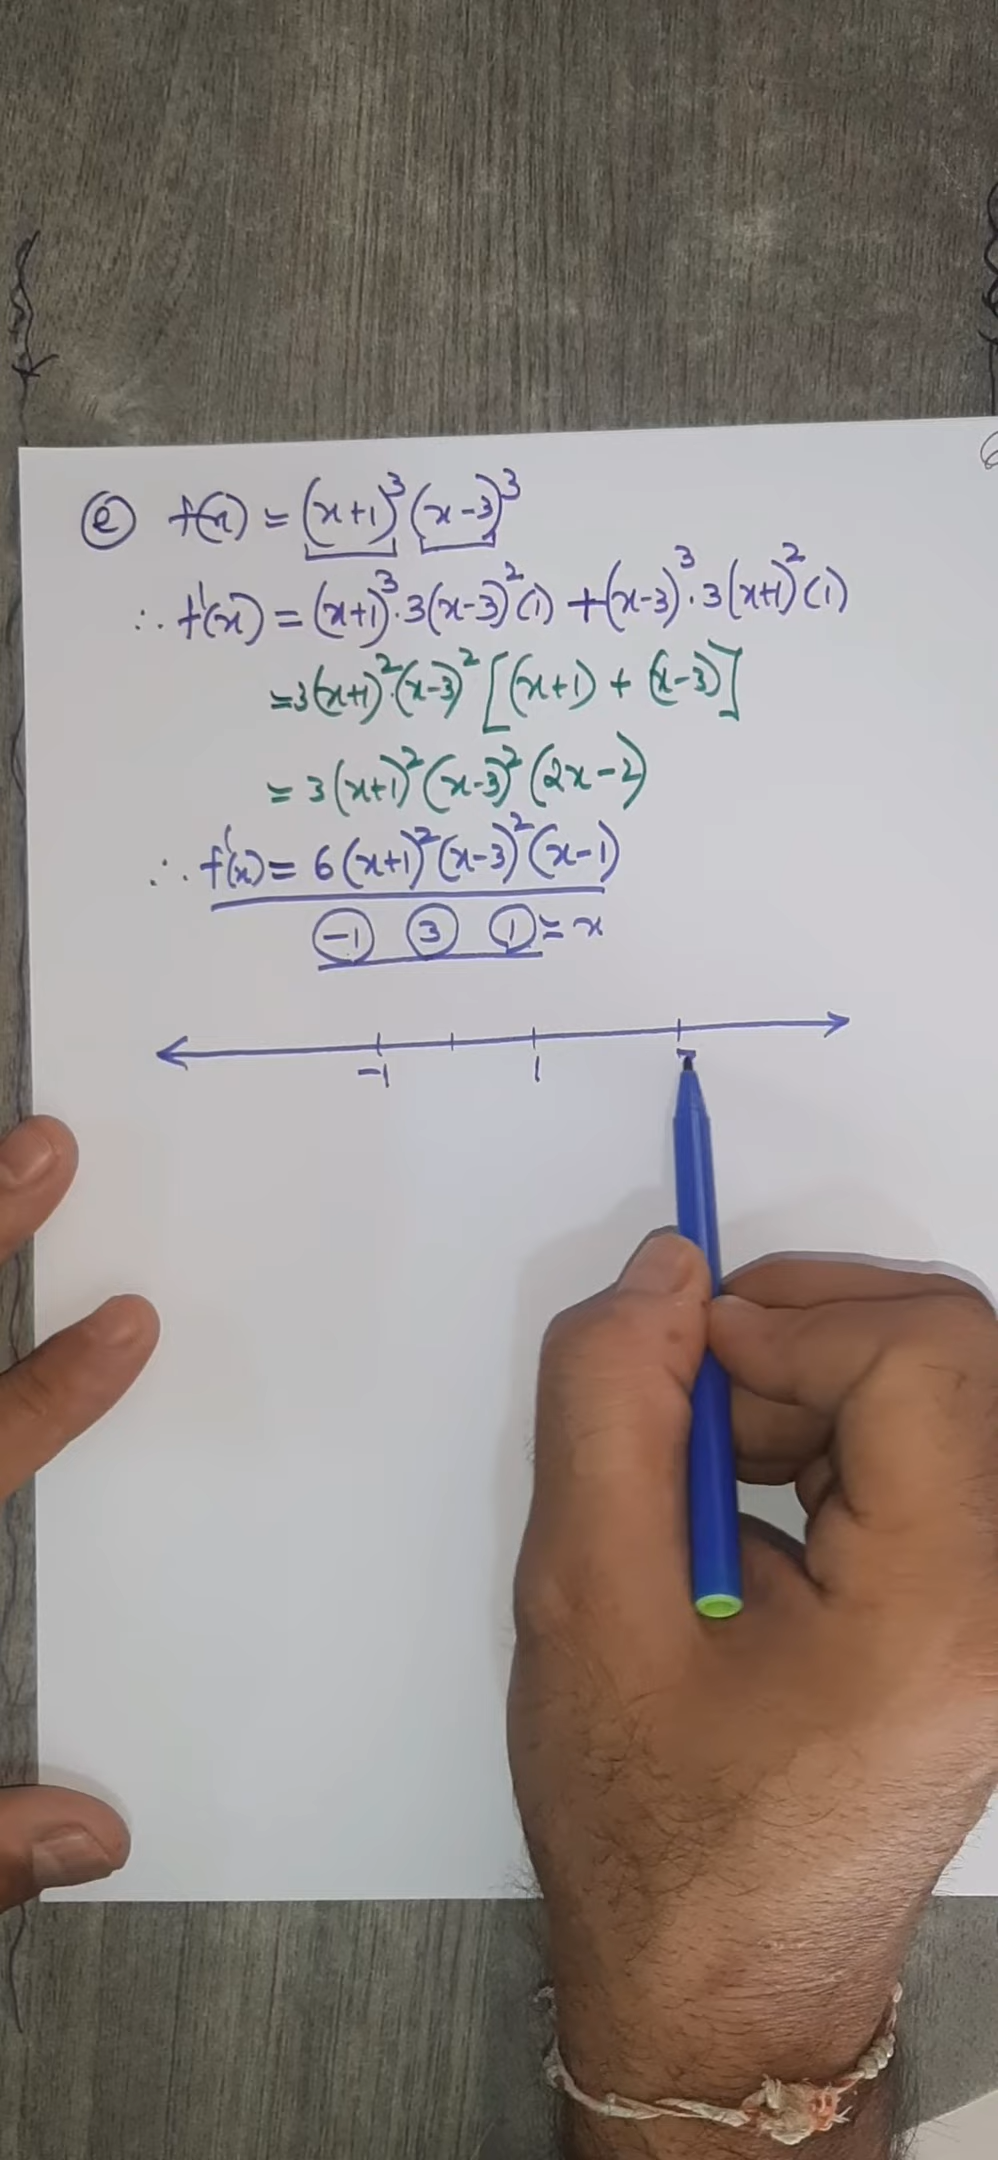 (e) f(x) = (x+1)³ (x-3)³
∴ f'(x) = (x+1)³·3(x-3)²(1) + (x-3)³·3(x+1)²(1)
= 3(x+1)²·(x-3)² [(x+1) + (x-3)]
= 3(x+1)² (x-3)² (2x-2)
∴ f'(x) = 6(x+1)² (x-3)² (x-1)
-1 3 1 = x
-1 1